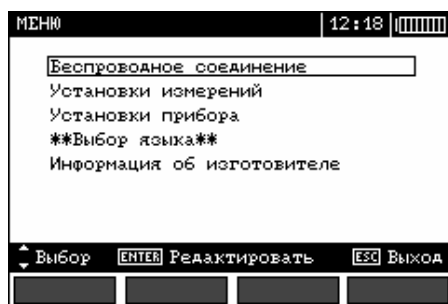 МЕНЮ 12:18
Беспроводное соединение
Установки измерений
Установки прибора
**Выбор языка**
Информация об изготовителе
Выбор ENTER Редактировать ESC Выход